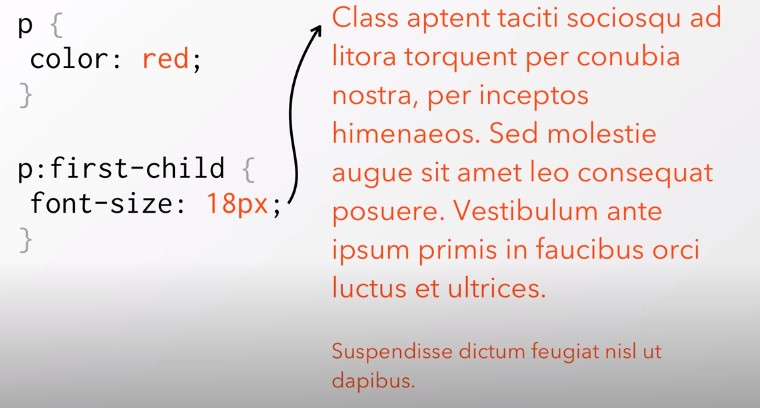 p {
color: red;
}
p:first-child {
font-size: 18px;
}
Class aptent taciti sociosqu ad
litora torquent per conubia
nostra, per inceptos
himenaeos. Sed molestie
augue sit amet leo consequat
posuere. Vestibulum ante
ipsum primis in faucibus orci
luctus et ultrices.
Suspendisse dictum feugiat nisl ut
dapibus.